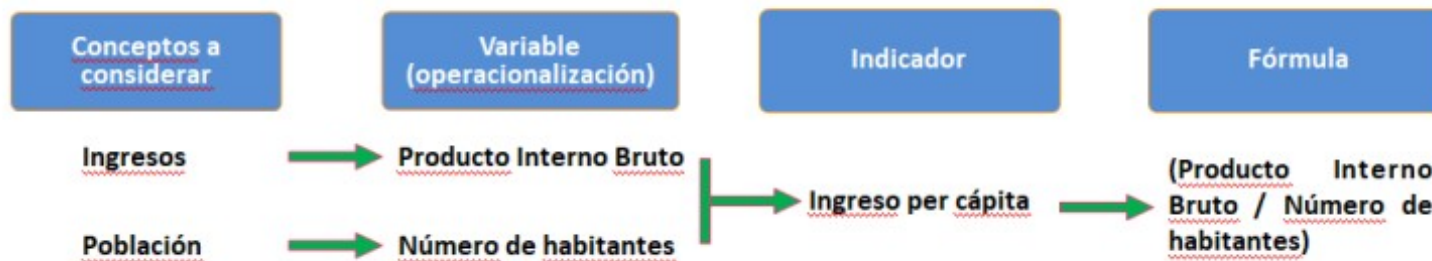 Conceptos a
considerar
Variable
(operacionalización)
Indicador
Fórmula
Ingresos
Producto Interno Bruto
Población
Número de habitantes
Ingreso per cápita
(Producto Interno
Bruto / Número de
habitantes)